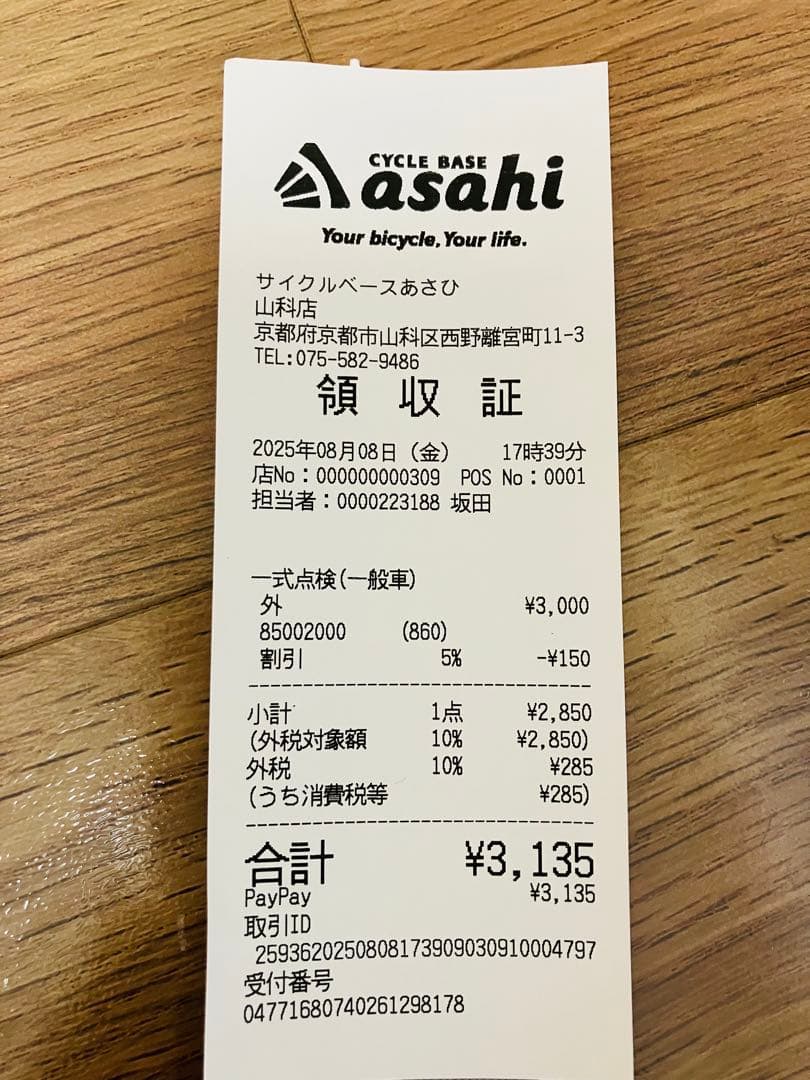 CYCLE BASE
asahi
Your bicycle, Your life.
サイクルベースあさひ
山科店
京都府京都市山科区西野離宮町11-3
TEL:075-582-9486
領 収 証
2025年08月08日（金） 17時39分
店No：000000000309 POS No：0001
担当者：0000223188 坂田
一式点検(一般車)
外 ¥3,000
85002000 (860)
割引 5% -¥150
小計 1点 ¥2,850
(外税対象額 10% ¥2,850)
外税 10% ¥285
(うち消費税等 ¥285)
合計 ¥3,135
PayPay ¥3,135
取引ID
25936202508081739090309100004797
受付番号
04771680740261298178